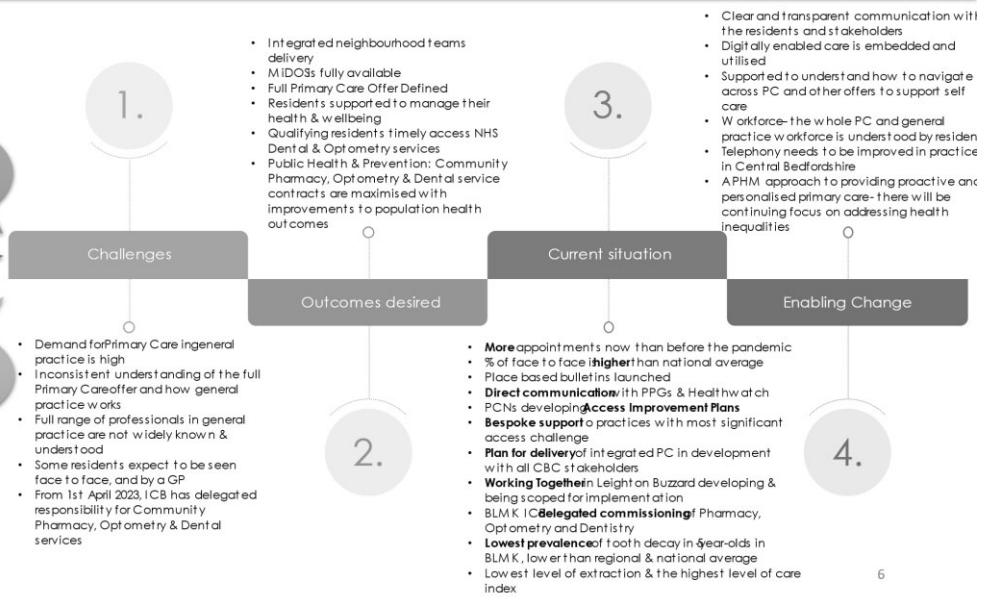 1.
Challenges
• Demand forPrimary Care ingeneral
practice is high
• Inconsistent understanding of the full
Primary Careoffer and how general
practice works
• Full range of professionals in general
practice are not widely known &
understood
• Some residents expect to be seen
face to face, and by a GP
• From 1st April 2023, ICB has delegated
responsibility for Community
Pharmacy, Optometry & Dental
services
• Integrated neighbourhood teams
delivery
• MiDOSs fully available
• Full Primary Care Offer Defined
• Residents supported to manage their
health & wellbeing
• Qualifying residents timely access NHS
Dental & Optometry services
• Public Health & Prevention: Community
Pharmacy, Optometry & Dental service
contracts are maximised with
improvements to population health
outcomes
Outcomes desired
2.
3.
Current situation
• More appointments now than before the pandemic
• % of face to face is higher than national average
• Place based bulletins launched
• Direct communication with PPGs & Healthwatch
• PCNs developing Access Improvement Plans
• Bespoke support to practices with most significant
access challenge
• Plan for delivery of integrated PC in development
with all CBC stakeholders
• Working Together in Leighton Buzzard developing &
being scoped for implementation
• BLMK ICB delegated commissioning of Pharmacy,
Optometry and Dentistry
• Lowest prevalence of tooth decay in 5-year-olds in
BLMK, lower than regional & national average
• Lowest level of extraction & the highest level of care
index
• Clear and transparent communication with
the residents and stakeholders
• Digitally enabled care is embedded and
utilised
• Supported to understand how to navigate
across PC and other offers to support self
care
• Workforce- the whole PC and general
practice workforce is understood by residen
• Telephony needs to be improved in practice
in Central Bedfordshire
• APHM approach to providing proactive and
personalised primary care- there will be
continuing focus on addressing health
inequalities
Enabling Change
4.
6